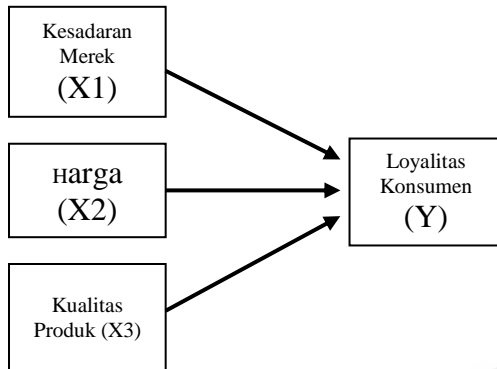 Kesadaran
Merek
(X1)
Harga
(X2)
Kualitas
Produk (X3)
Loyalitas
Konsumen
(Y)